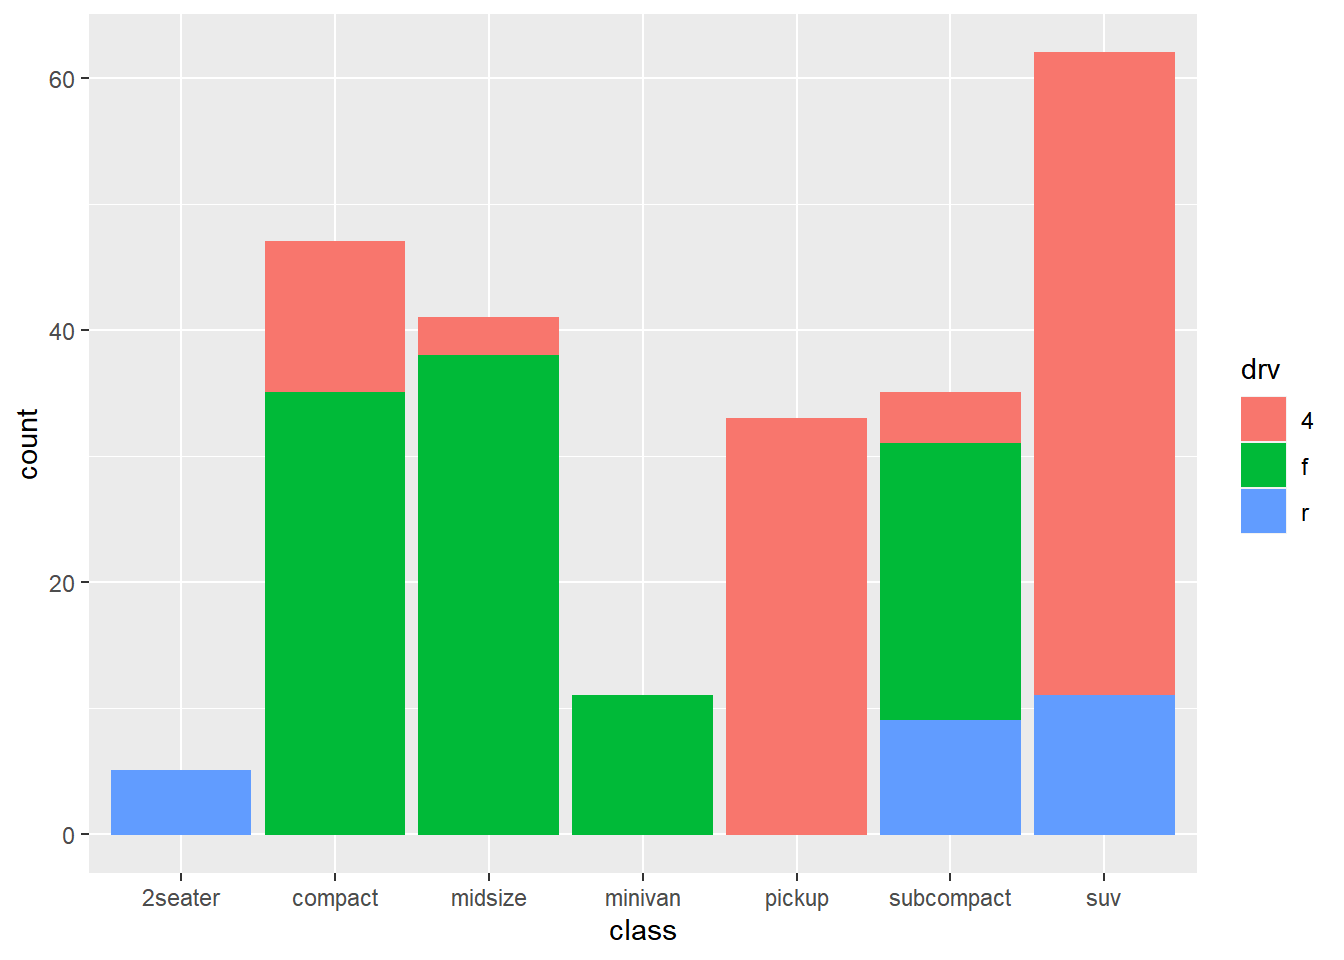 60
40
20
0
count
2seater compact midsize minivan pickup subcompact suv
class
drv
4
f
r